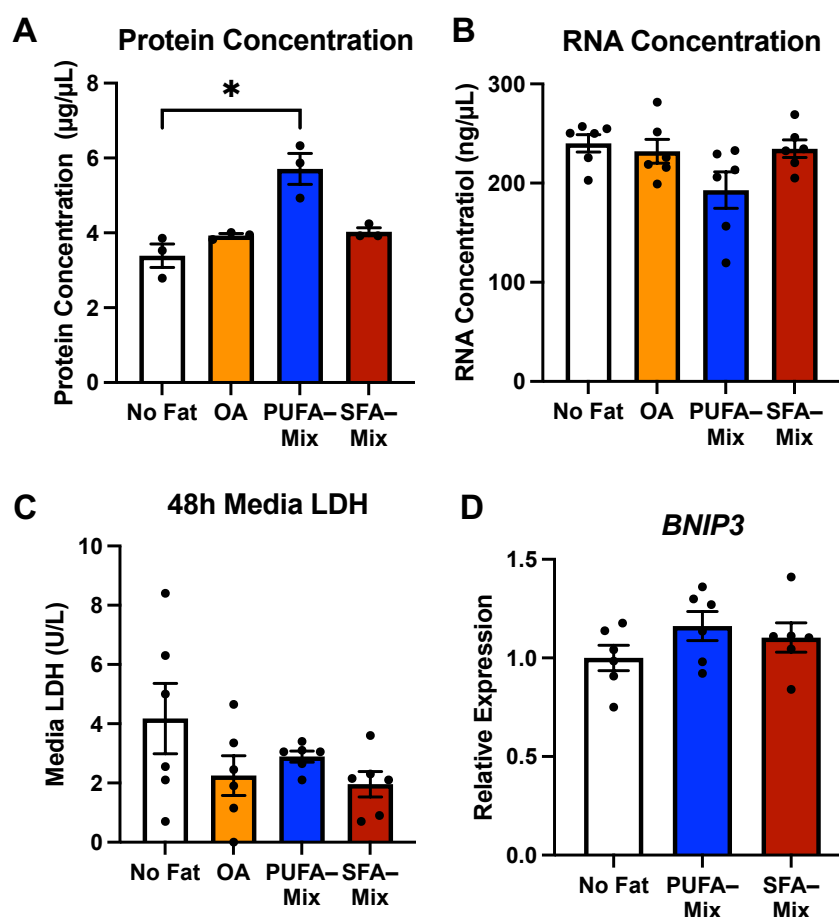 A
Protein Concentration
Protein Concentration (µg/µL)
8
6
4
2
0
*
No Fat
OA
PUFA–
Mix
SFA–
Mix
B
RNA Concentration
RNA Concentratiol (ng/µL)
300
200
100
0
No Fat
OA
PUFA–
Mix
SFA–
Mix
C
48h Media LDH
Media LDH (U/L)
10
8
6
4
2
0
No Fat
OA
PUFA–
Mix
SFA–
Mix
D
BNIP3
Relative Expression
1.5
1.0
0.5
0.0
No Fat
PUFA–
Mix
SFA–
Mix